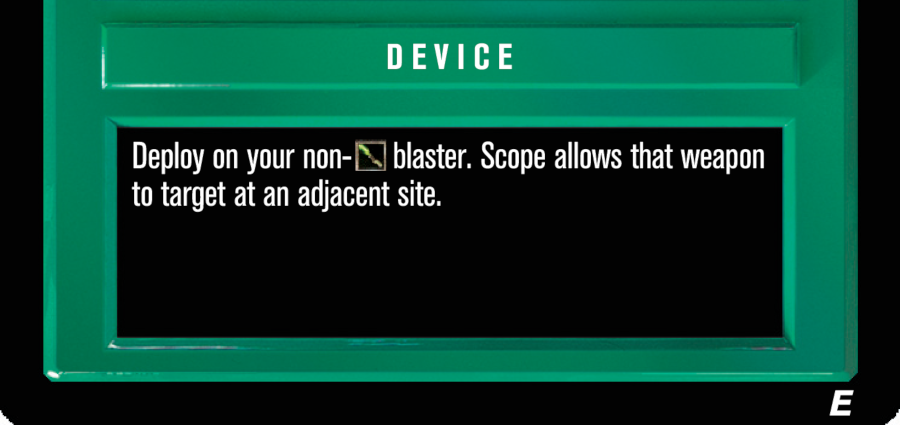 DEVICE
Deploy on your non- blaster. Scope allows that weapon
to target at an adjacent site.
E